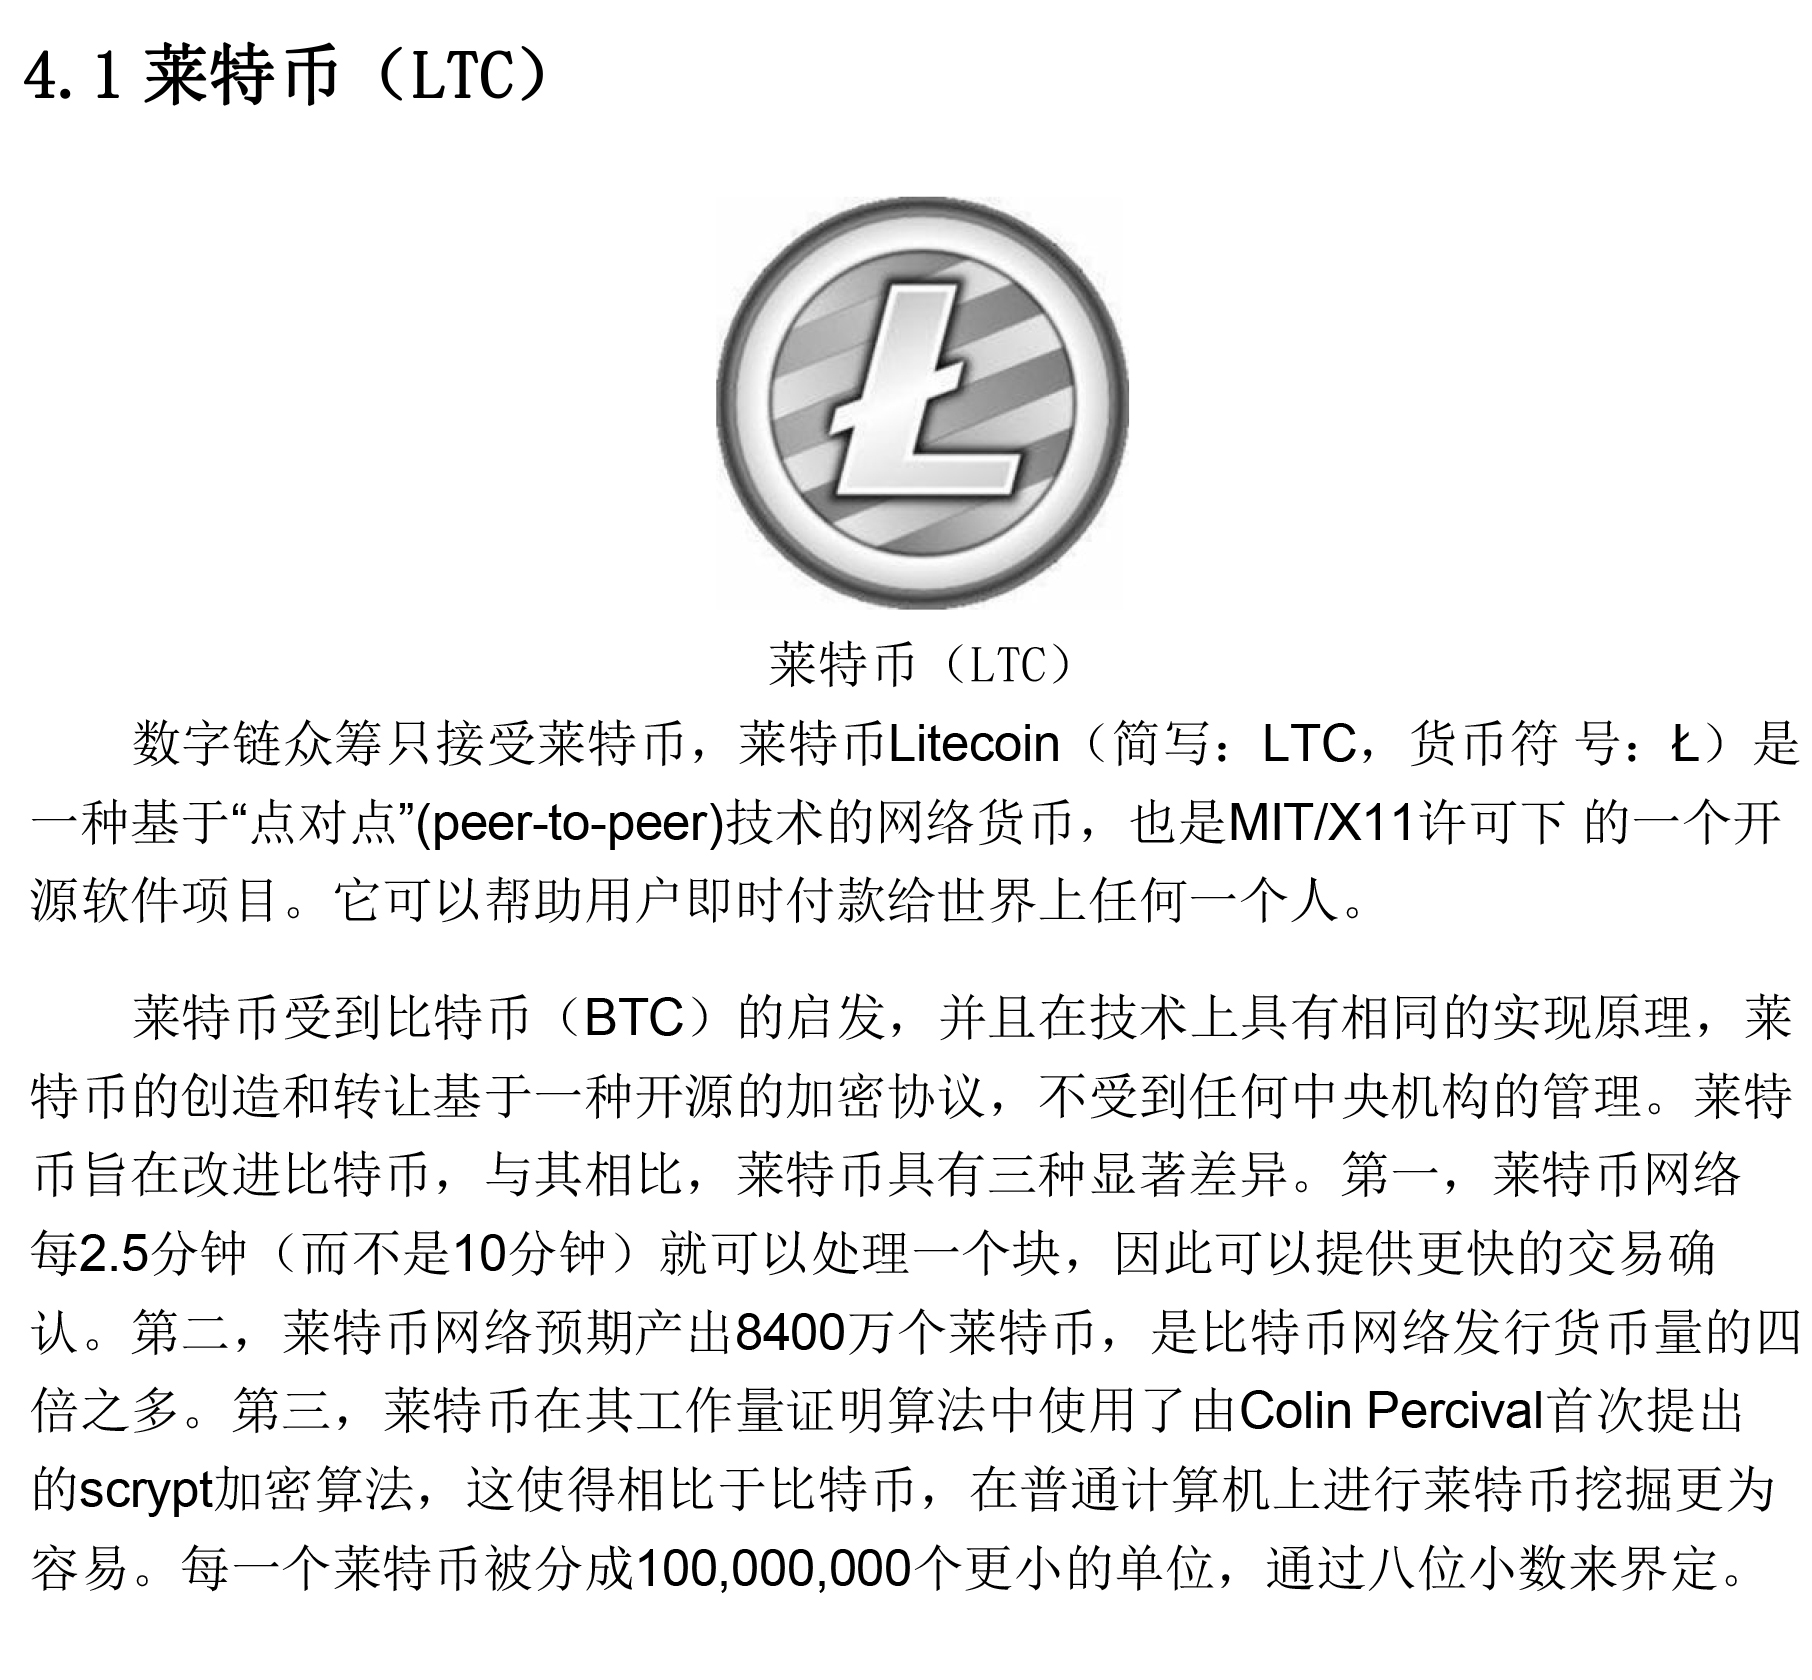 4.1 莱特币（LTC）
Ł
莱特币（LTC）
数字链众筹只接受莱特币，莱特币Litecoin（简写：LTC，货币符 号：Ł）是
一种基于“点对点”(peer-to-peer)技术的网络货币，也是MIT/X11许可下 的一个开
源软件项目。它可以帮助用户即时付款给世界上任何一个人。
莱特币受到比特币（BTC）的启发，并且在技术上具有相同的实现原理，莱
特币的创造和转让基于一种开源的加密协议，不受到任何中央机构的管理。莱特
币旨在改进比特币，与其相比，莱特币具有三种显著差异。第一，莱特币网络
每2.5分钟（而不是10分钟）就可以处理一个块，因此可以提供更快的交易确
认。第二，莱特币网络预期产出8400万个莱特币，是比特币网络发行货币量的四
倍之多。第三，莱特币在其工作量证明算法中使用了由Colin Percival首次提出
的scrypt加密算法，这使得相比于比特币，在普通计算机上进行莱特币挖掘更为
容易。每一个莱特币被分成100,000,000个更小的单位，通过八位小数来界定。